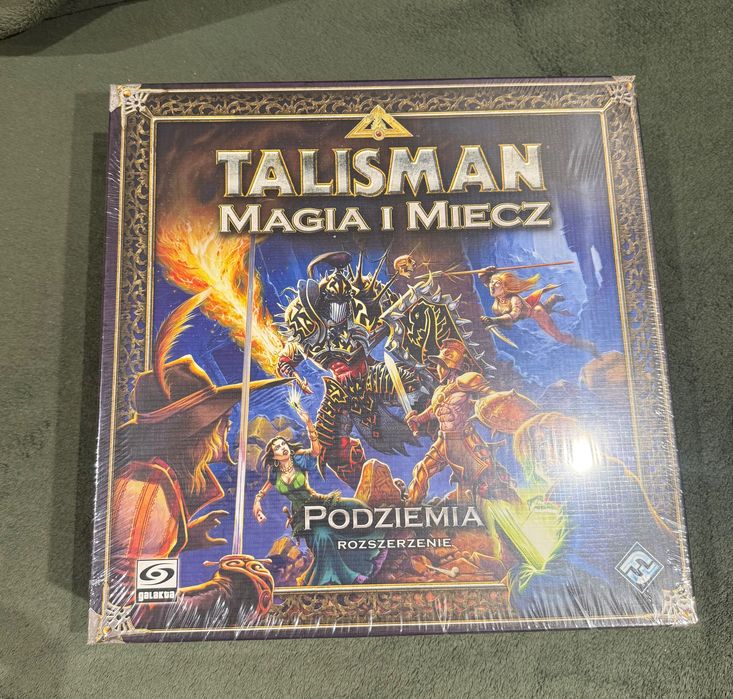 TALISMAN
MAGIA I MIECZ
PODZIEMIA
ROZSZERZENIE
galakta